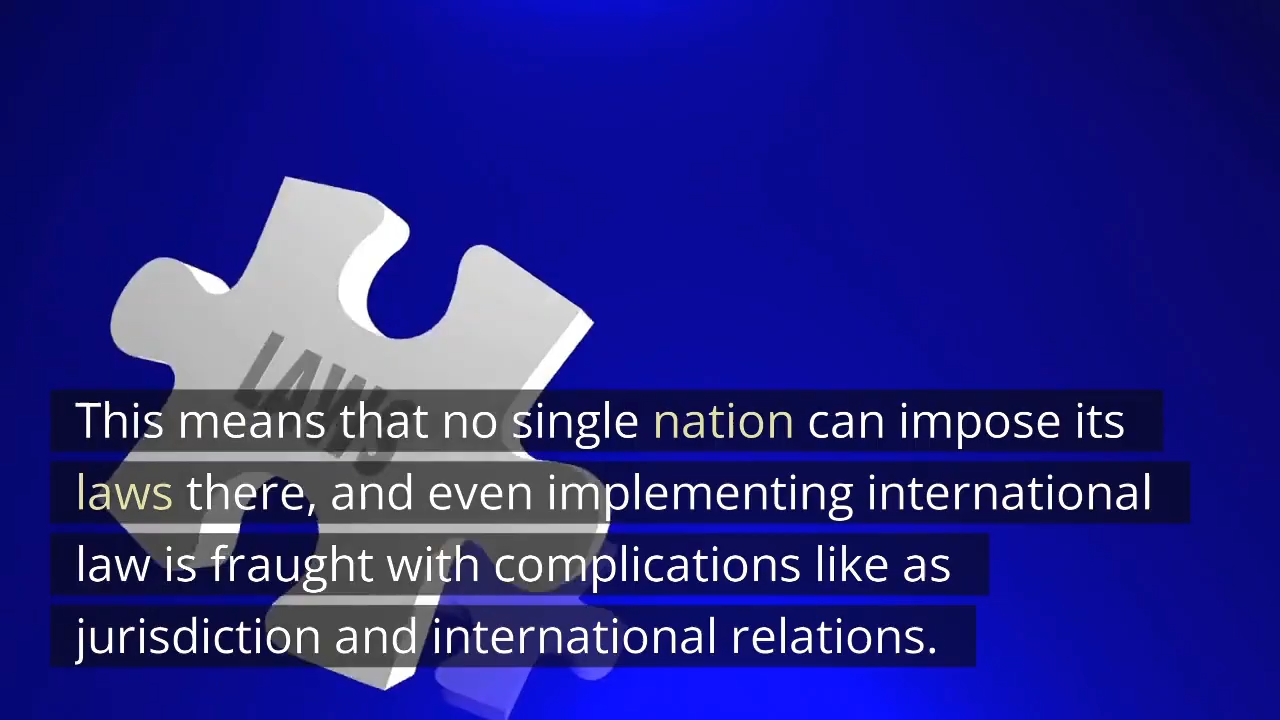 LAWS
This means that no single nation can impose its
laws there, and even implementing international
law is fraught with complications like as
jurisdiction and international relations.